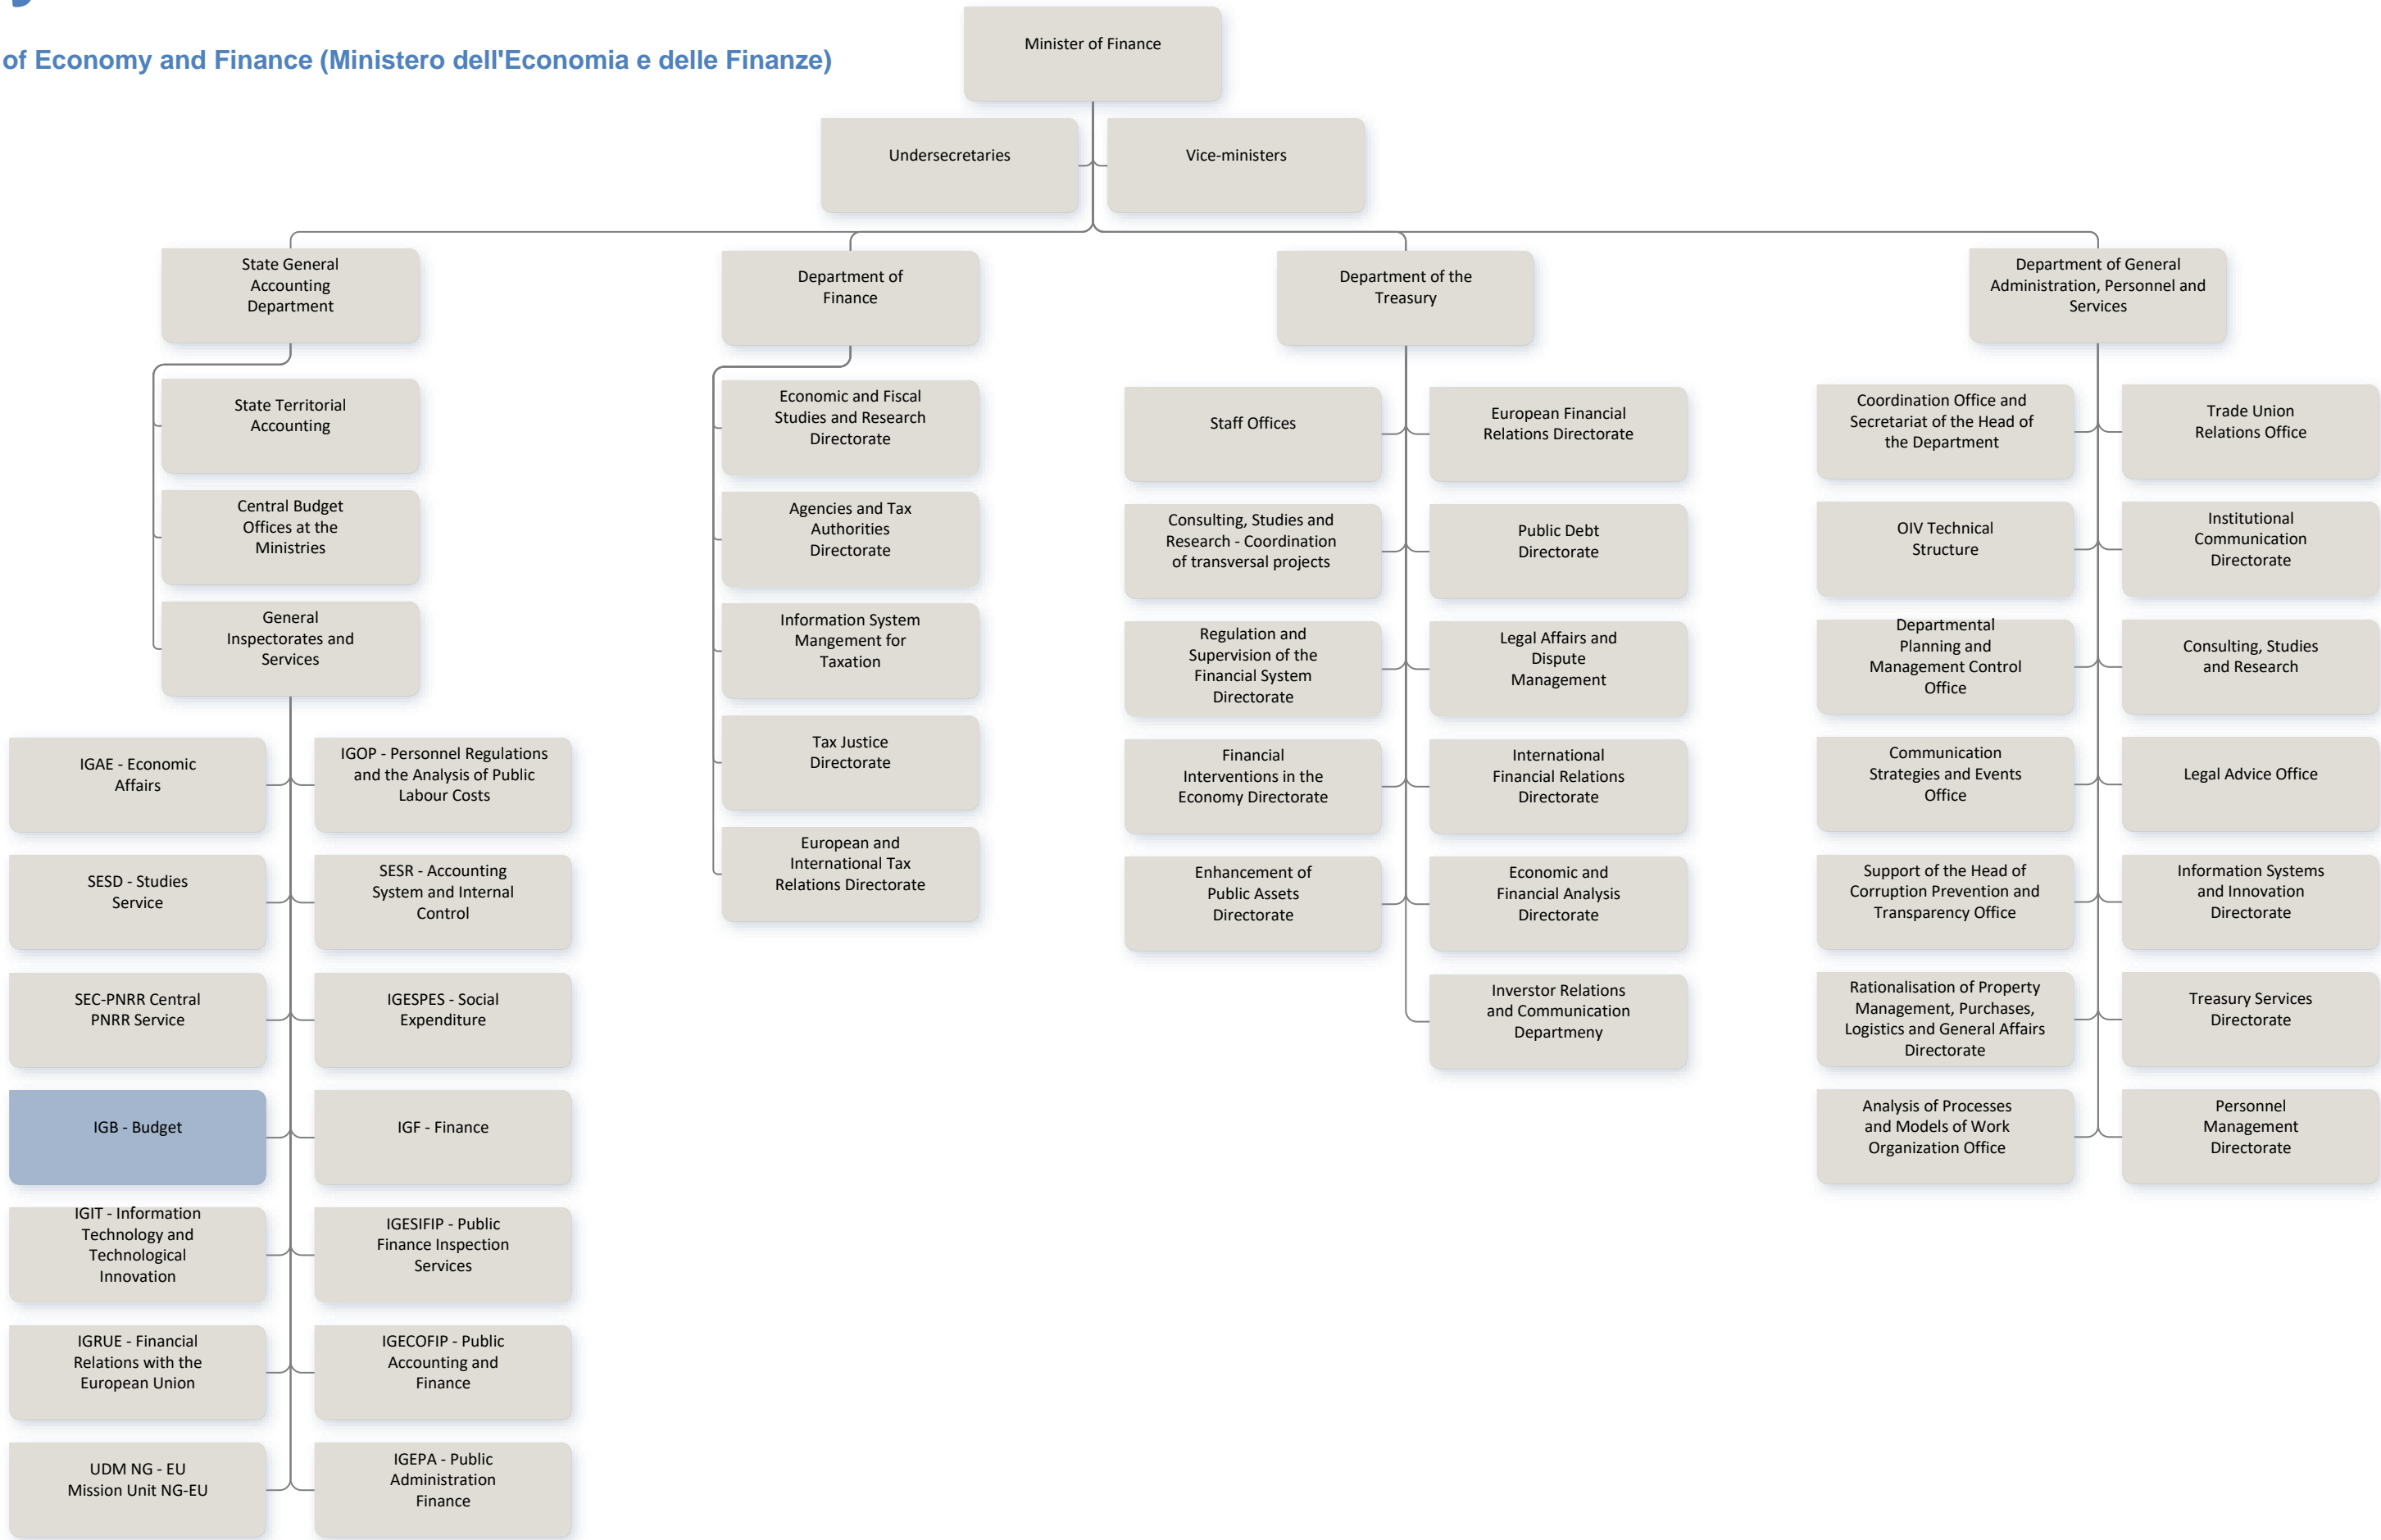 of Economy and Finance (Ministero dell'Economia e delle Finanze)
Minister of Finance
Undersecretaries
Vice-ministers
State General
Accounting
Department
Department of
Finance
Department of the
Treasury
Department of General
Administration, Personnel and
Services
State Territorial
Accounting
Central Budget
Offices at the
Ministries
General
Inspectorates and
Services
IGAE - Economic
Affairs
IGOP - Personnel Regulations
and the Analysis of Public
Labour Costs
SESD - Studies
Service
SESR - Accounting
System and Internal
Control
SEC-PNRR Central
PNRR Service
IGESPES - Social
Expenditure
IGB - Budget
IGF - Finance
IGIT - Information
Technology and
Technological
Innovation
IGESIFIP - Public
Finance Inspection
Services
IGRUE - Financial
Relations with the
European Union
IGECOFIP - Public
Accounting and
Finance
UDM NG - EU
Mission Unit NG-EU
IGEPA - Public
Administration
Finance
Economic and Fiscal
Studies and Research
Directorate
Agencies and Tax
Authorities
Directorate
Information System
Mangement for
Taxation
Tax Justice
Directorate
European and
International Tax
Relations Directorate
Staff Offices
European Financial
Relations Directorate
Consulting, Studies and
Research - Coordination
of transversal projects
Public Debt
Directorate
Regulation and
Supervision of the
Financial System
Directorate
Legal Affairs and
Dispute
Management
Financial
Interventions in the
Economy Directorate
International
Financial Relations
Directorate
Enhancement of
Public Assets
Directorate
Economic and
Financial Analysis
Directorate
Inverstor Relations
and Communication
Departmeny
Coordination Office and
Secretariat of the Head of
the Department
Trade Union
Relations Office
OIV Technical
Structure
Institutional
Communication
Directorate
Departmental
Planning and
Management Control
Office
Consulting, Studies
and Research
Communication
Strategies and Events
Office
Legal Advice Office
Support of the Head of
Corruption Prevention and
Transparency Office
Information Systems
and Innovation
Directorate
Rationalisation of Property
Management, Purchases,
Logistics and General Affairs
Directorate
Treasury Services
Directorate
Analysis of Processes
and Models of Work
Organization Office
Personnel
Management
Directorate